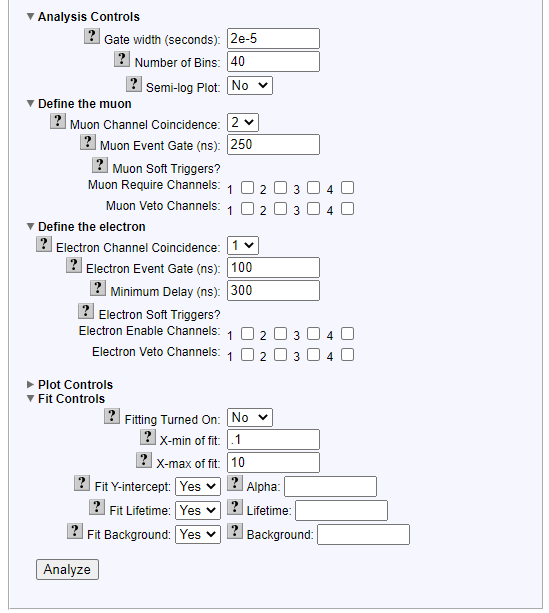 ▼ Analysis Controls
? Gate width (seconds): 2e-5
? Number of Bins: 40
? Semi-log Plot: No
▼ Define the muon
? Muon Channel Coincidence: 2
? Muon Event Gate (ns): 250
? Muon Soft Triggers?
Muon Require Channels: 1 2 3 4
Muon Veto Channels: 1 2 3 4
▼ Define the electron
? Electron Channel Coincidence: 1
? Electron Event Gate (ns): 100
? Minimum Delay (ns): 300
? Electron Soft Triggers?
Electron Enable Channels: 1 2 3 4
Electron Veto Channels: 1 2 3 4
▶ Plot Controls
▼ Fit Controls
? Fitting Turned On: No
? X-min of fit: .1
? X-max of fit: 10
? Fit Y-intercept: Yes ? Alpha:
? Fit Lifetime: Yes ? Lifetime:
? Fit Background: Yes ? Background:
Analyze